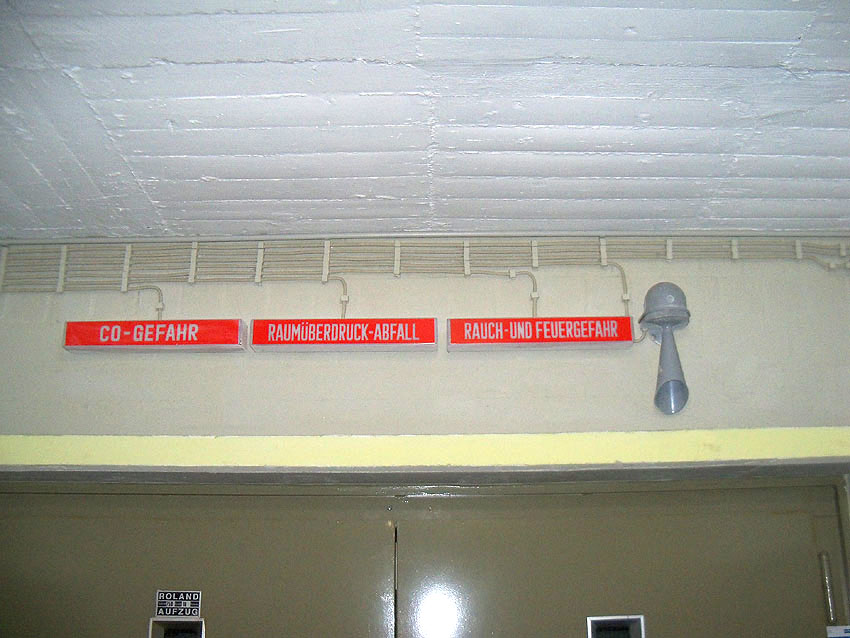 CO-GEFAHR
RAUMÜBERDRUCK-ABFALL
RAUCH-UND FEUERGEFAHR
ROLAND
AUFZUG